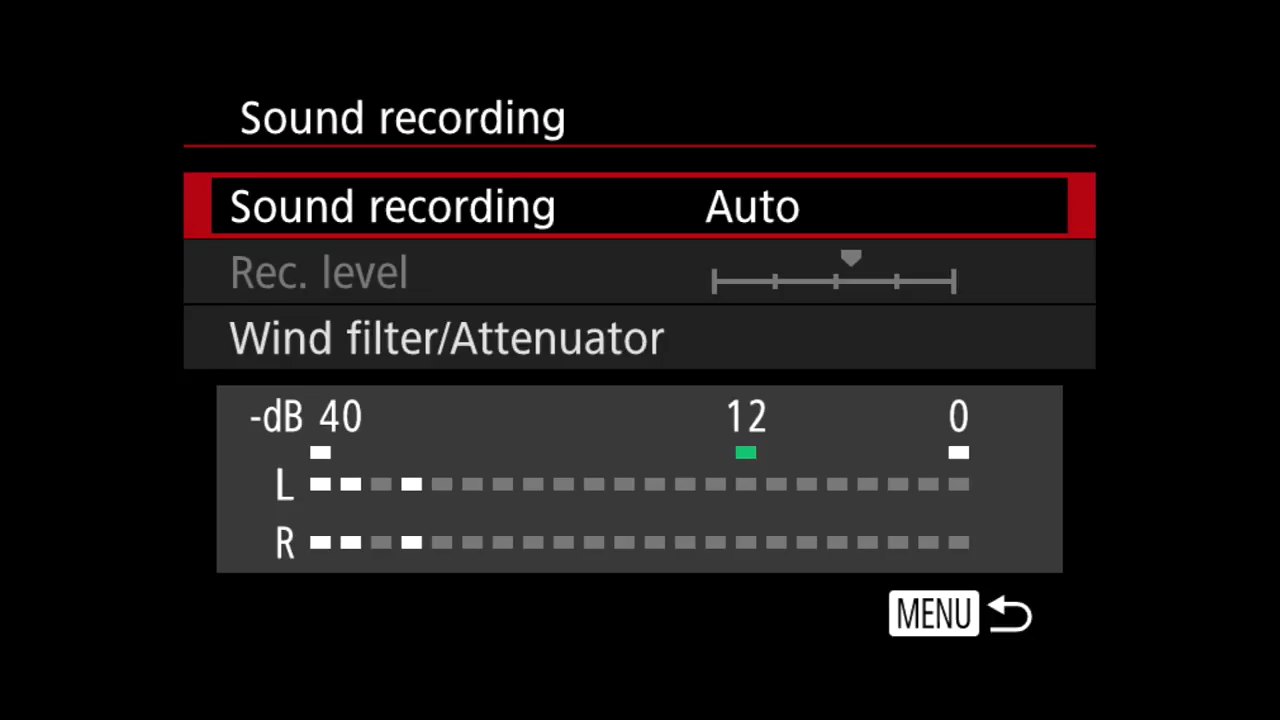 Sound recording
Sound recording Auto
Rec. level
Wind filter/Attenuator
-dB 40 12 0
L
R
MENU